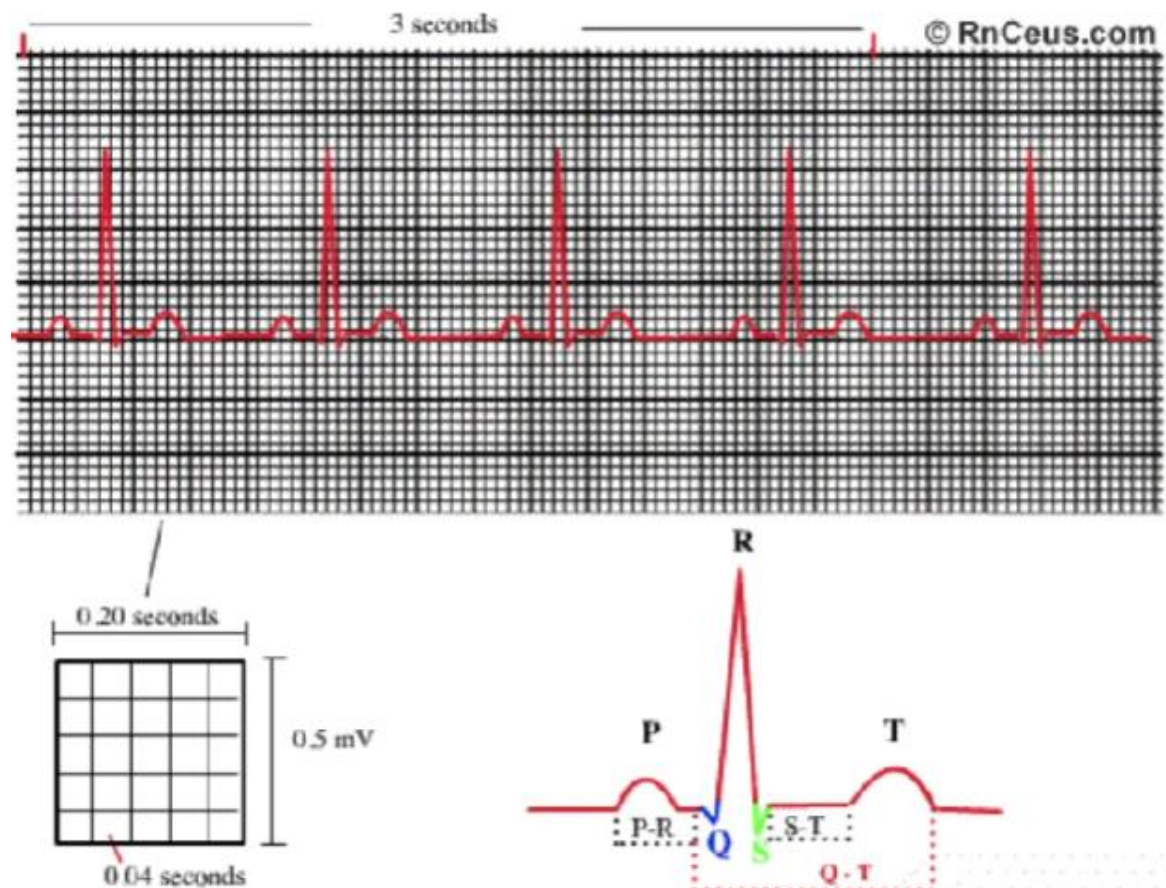 3 seconds
© RnCeus.com
R
0.20 seconds
P
T
0.5 mV
P-R
Q
S
S-T
Q - T
0.04 seconds